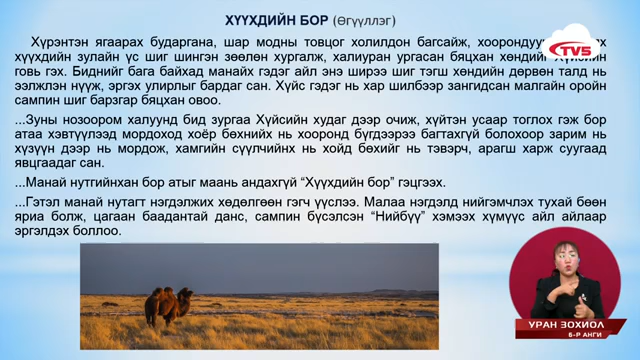 ХҮҮХДИЙН БОР (Өгүүллэг)
TV5
Хүрэнтэн ягаарах бударгана, шар модны товцог холилдон багсайж,
хүүхдийн зулайн үс шиг шингэн зөөлөн хургалж, халиуран ургасан бяцхан хөндийг Хүйсийн
говь гэх. Биднийг бага байхад манайх гэдэг айл энэ ширээ шиг тэгш хөндийн дөрвөн талд нь
ээлжлэн нүүж, эргэх улирлыг бардаг сан. Хүйс гэдэг нь хар шилбээр зангидсан малгайн оройн
сампин шиг барзгар бяцхан овоо.
...Зуны нозоором халуунд бид зургаа Хүйсийн худаг дээр очиж, хүйтэн усаар тоглох гэж бор
атаа хэвтүүлээд мордоход хоёр бөхнийх нь хооронд бүгдээрээ багтахгүй болохоор зарим нь
хүзүүн дээр нь мордож, хамгийн сүүлчийнх нь хойд бөхийг нь тэвэрч, арагш харж суугаад
явцгаадаг сан.
...Манай нутгийнхан бор атыг маань андахгүй “Хүүхдийн бор” гэцгээх.
...Гэтэл манай нутагт нэгдэлжих хөдөлгөөн гэгч үүслээ. Малаа нэгдэлд нийгэмчлэх тухай бөөн
яриа болж, цагаан баадантай данс, сампин бүсэлсэн “Нийбүү” хэмээх хүмүүс айл айлаар
эргэлдэх боллоо.
УРАН ЗОХИОЛ
6-Р АНГИ